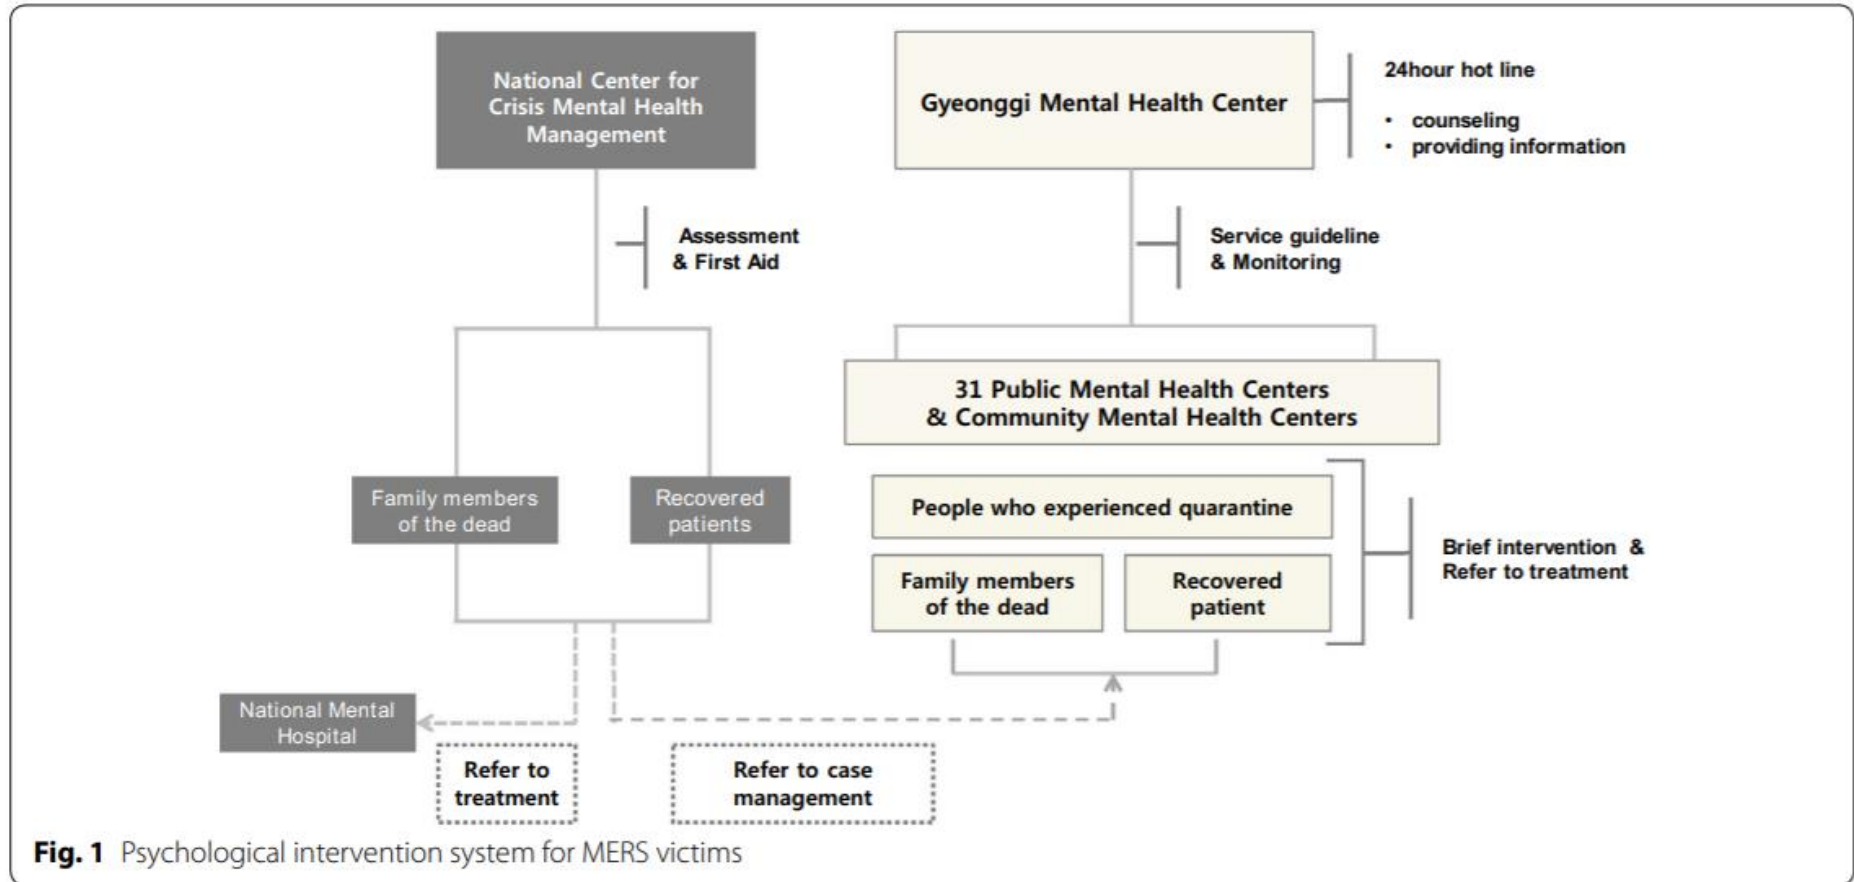 National Center for
Crisis Mental Health
Management
Gyeonggi Mental Health Center
24hour hot line
• counseling
• providing information
Assessment
& First Aid
Service guideline
& Monitoring
31 Public Mental Health Centers
& Community Mental Health Centers
Family members
of the dead
Recovered
patients
People who experienced quarantine
Family members
of the dead
Recovered
patient
Brief intervention &
Refer to treatment
National Mental
Hospital
Refer to
treatment
Refer to case
management
Fig. 1 Psychological intervention system for MERS victims